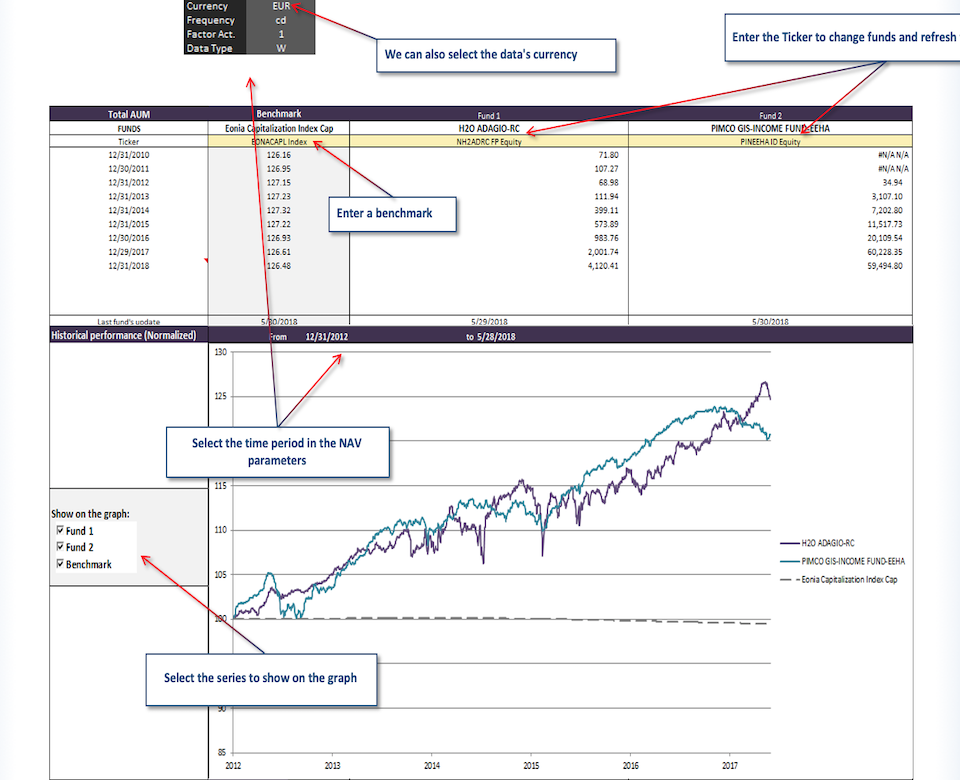 Currency EUR
Frequency cd
Factor Act. 1
Data Type W
We can also select the data's currency
Enter the Ticker to change funds and refresh
Total AUM Benchmark Fund 1 Fund 2
FUNDS Eonia Capitalization Index Cap H2O ADAGIO-RC PIMCO GIS-INCOME FUND-EEHA
Ticker EONACAPL Index NH2ADRC FP Equity PINEEHA ID Equity
12/31/2010 126.16 71.80 #N/A N/A
12/30/2011 126.95 107.27 #N/A N/A
12/31/2012 127.15 68.98 34.94
12/31/2013 127.23 111.94 3,107.10
12/31/2014 127.32 399.11 7,202.80
12/31/2015 127.22 573.89 11,517.73
12/30/2016 126.93 983.76 20,109.54
12/29/2017 126.61 2,001.74 60,228.35
12/31/2018 126.48 4,120.41 59,494.80
Enter a benchmark
Last fund's update 5/30/2018 5/29/2018 5/30/2018
Historical performance (Normalized) From 12/31/2012 to 5/28/2018
130
125
Select the time period in the NAV
parameters
115
Show on the graph:
Fund 1
Fund 2
Benchmark
110
105
100
H2O ADAGIO-RC
PIMCO GIS-INCOME FUND-EEHA
Eonia Capitalization Index Cap
Select the series to show on the graph
90
85
2012 2013 2014 2015 2016 2017